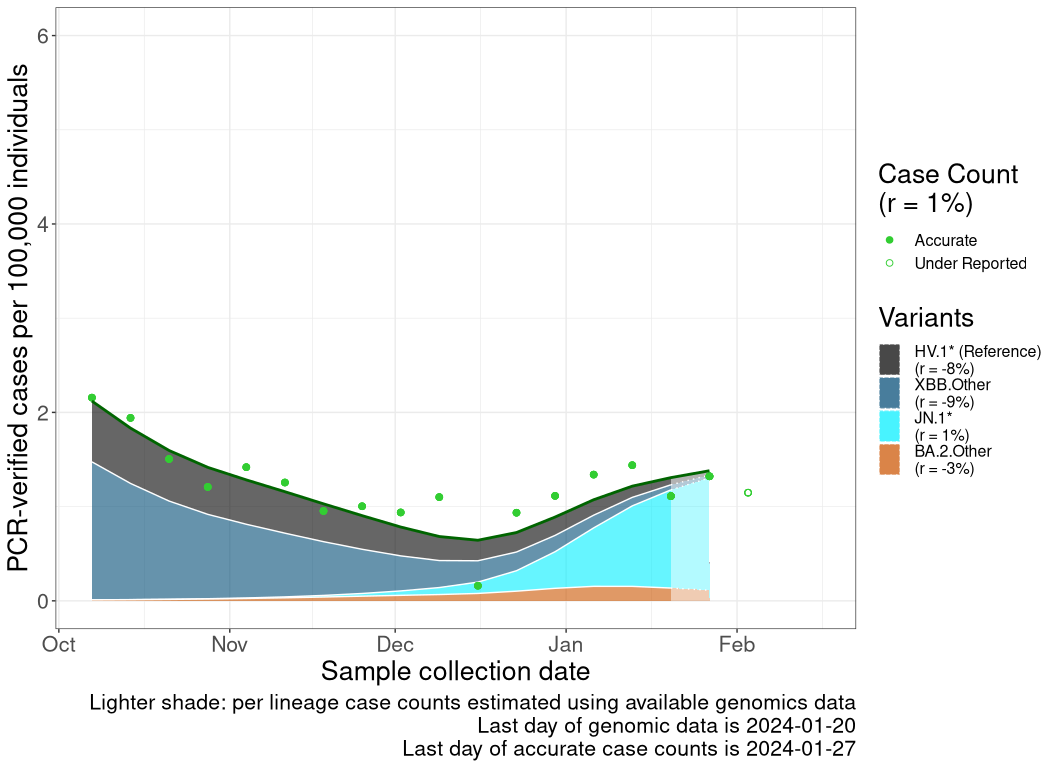 PCR-verified cases per 100,000 individuals
6
4
2
0
Oct
Nov
Dec
Jan
Feb
Sample collection date
Case Count
(r = 1%)
Accurate
Under Reported
Variants
HV.1* (Reference)
(r = -8%)
XBB.Other
(r = -9%)
JN.1*
(r = 1%)
BA.2.Other
(r = -3%)
Lighter shade: per lineage case counts estimated using available genomics data
Last day of genomic data is 2024-01-20
Last day of accurate case counts is 2024-01-27